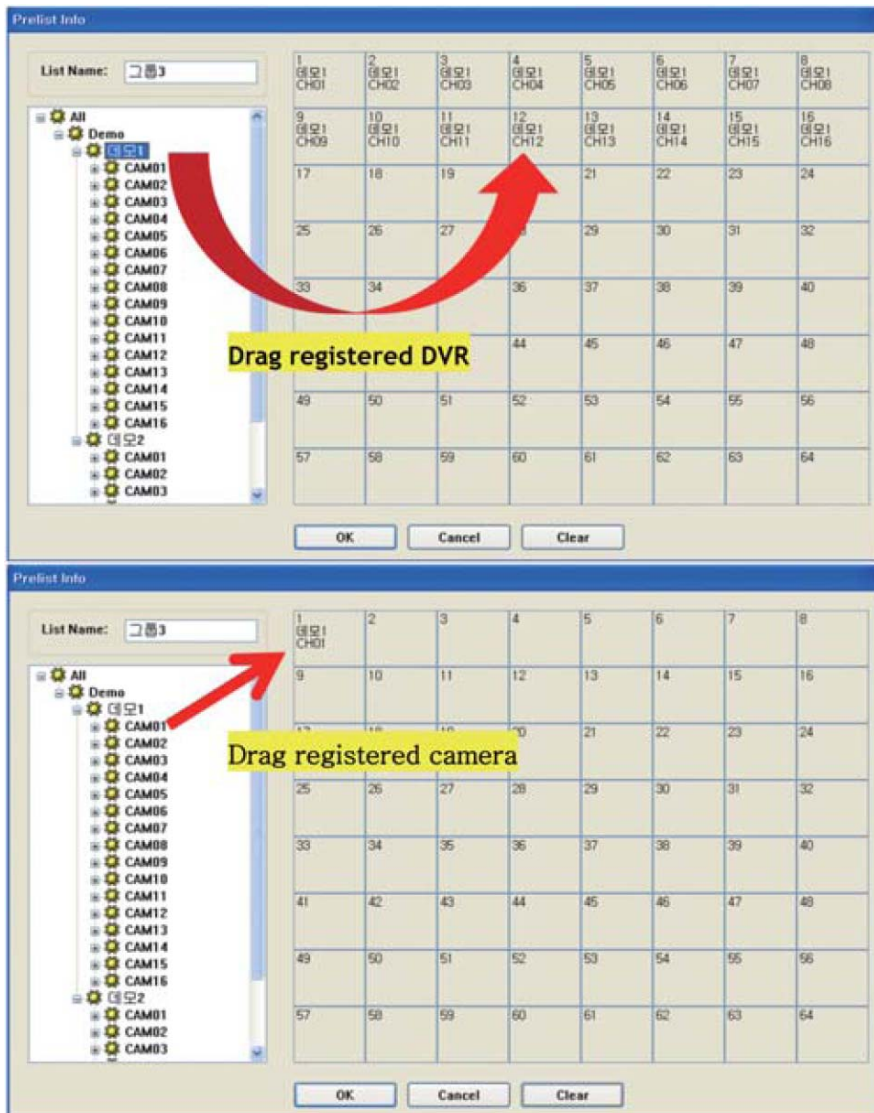 Prelist Info
List Name: 그룹3
All
Demo
데모1
CAM01
CAM02
CAM03
CAM04
CAM05
CAM06
CAM07
CAM08
CAM09
CAM10
CAM11
CAM12
CAM13
CAM14
CAM15
CAM16
데모2
CAM01
CAM02
CAM03
1 2 3 4 5 6 7 8
데모1 데모1 데모1 데모1 데모1 데모1 데모1 데모1
CH01 CH02 CH03 CH04 CH05 CH06 CH07 CH08
9 10 11 12 13 14 15 16
데모1 데모1 데모1 데모1 데모1 데모1 데모1 데모1
CH09 CH10 CH11 CH12 CH13 CH14 CH15 CH16
17 18 19 21 22 23 24
25 26 27 29 30 31 32
33 34 36 37 38 39 40
Drag registered DVR
44 45 46 47 48
49 50 51 52 53 54 55 56
57 58 59 60 61 62 63 64
OK Cancel Clear
Prelist Info
List Name: 그룹3
All
Demo
데모1
CAM01
CAM02
CAM03
CAM04
CAM05
CAM06
CAM07
CAM08
CAM09
CAM10
CAM11
CAM12
CAM13
CAM14
CAM15
CAM16
데모2
CAM01
CAM02
CAM03
1 2 3 4 5 6 7 8
데모1
CH01
9 10 11 12 13 14 15 16
17 18 19 20 21 22 23 24
Drag registered camera
25 26 27 28 29 30 31 32
33 34 35 36 37 38 39 40
41 42 43 44 45 46 47 48
49 50 51 52 53 54 55 56
57 58 59 60 61 62 63 64
OK Cancel Clear